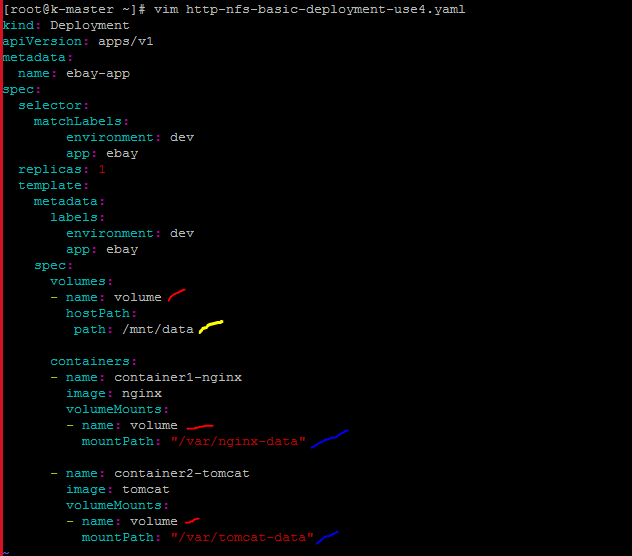 [root@k-master ~]# vim http-nfs-basic-deployment-use4.yaml
kind: Deployment
apiVersion: apps/v1
metadata:
  name: ebay-app
spec:
  selector:
    matchLabels:
        environment: dev
        app: ebay
  replicas: 1
  template:
    metadata:
      labels:
        environment: dev
        app: ebay
    spec:
      volumes:
      - name: volume
        hostPath:
         path: /mnt/data
      containers:
      - name: container1-nginx
        image: nginx
        volumeMounts:
        - name: volume
          mountPath: "/var/nginx-data"
      - name: container2-tomcat
        image: tomcat
        volumeMounts:
        - name: volume
          mountPath: "/var/tomcat-data"
~